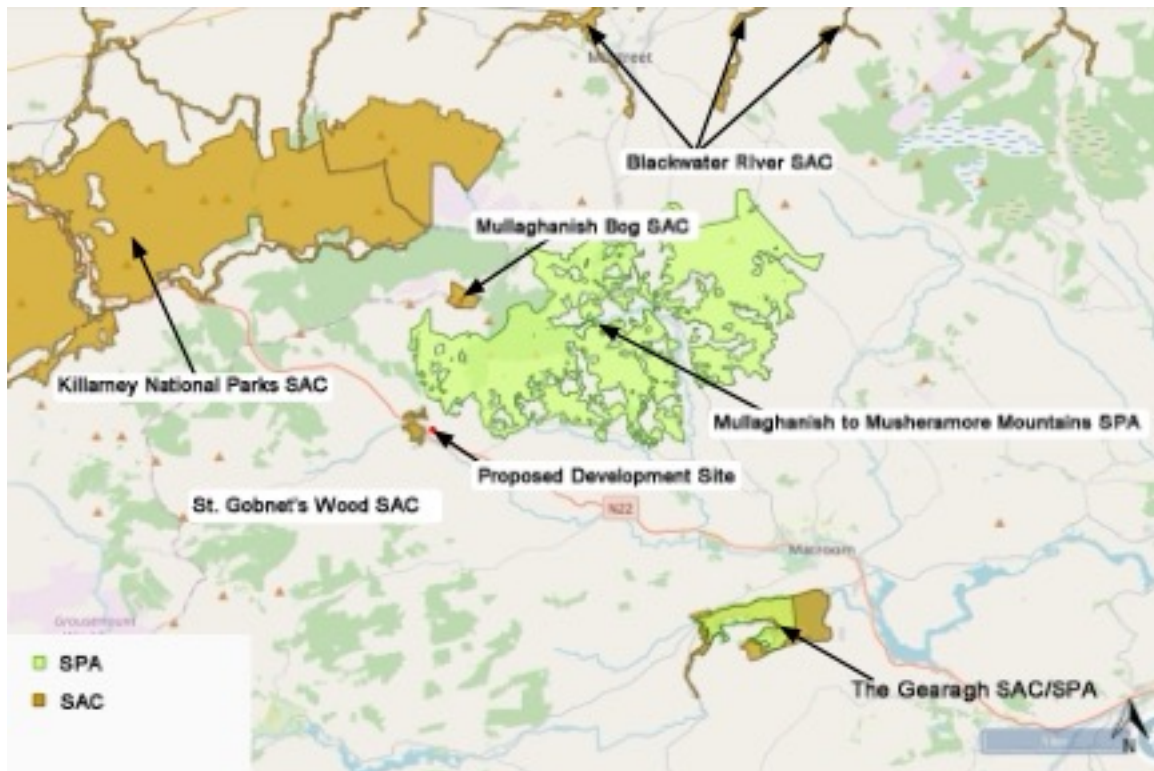 Blackwater River SAC
Mullaghanish Bog SAC
Killarney National Parks SAC
Mullaghanish to Musheramore Mountains SPA
Proposed Development Site
St. Gobnet's Wood SAC
N22
Macroom
SPA
SAC
The Gearagh SAC/SPA
N